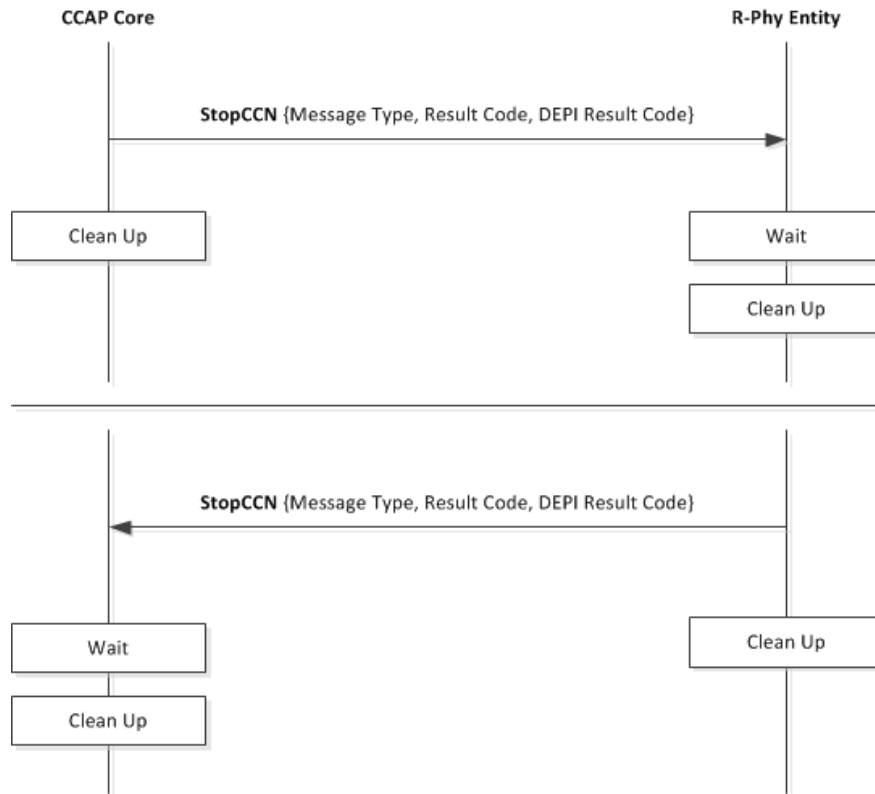 CCAP Core
R-Phy Entity
StopCCN {Message Type, Result Code, DEPI Result Code}
Clean Up
Wait
Clean Up
StopCCN {Message Type, Result Code, DEPI Result Code}
Wait
Clean Up
Clean Up